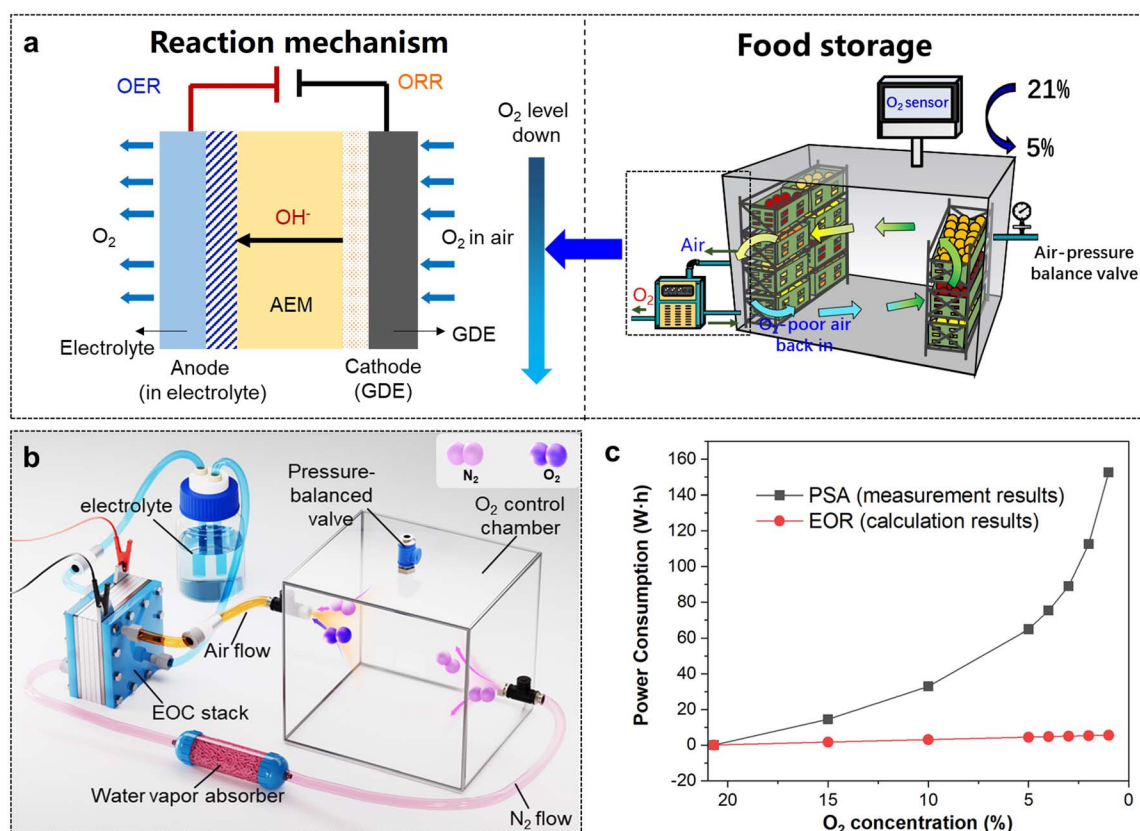 a
Reaction mechanism
OER
ORR
O₂ level
down
OH⁻
O₂
O₂ in air
AEM
Electrolyte
GDE
Anode
(in electrolyte)
Cathode
(GDE)
Food storage
O₂ sensor
21%
5%
Air
O₂
Air-pressure
balance valve
O₂-poor air
back in
b
N₂
O₂
Pressure-
balanced
valve
O₂ control
chamber
electrolyte
Air flow
EOC stack
Water vapor absorber
N₂ flow
c
160
140
120
100
80
60
40
20
0
-20
Power Consumption (W·h)
PSA (measurement results)
EOR (calculation results)
20
15
10
5
0
O₂ concentration (%)